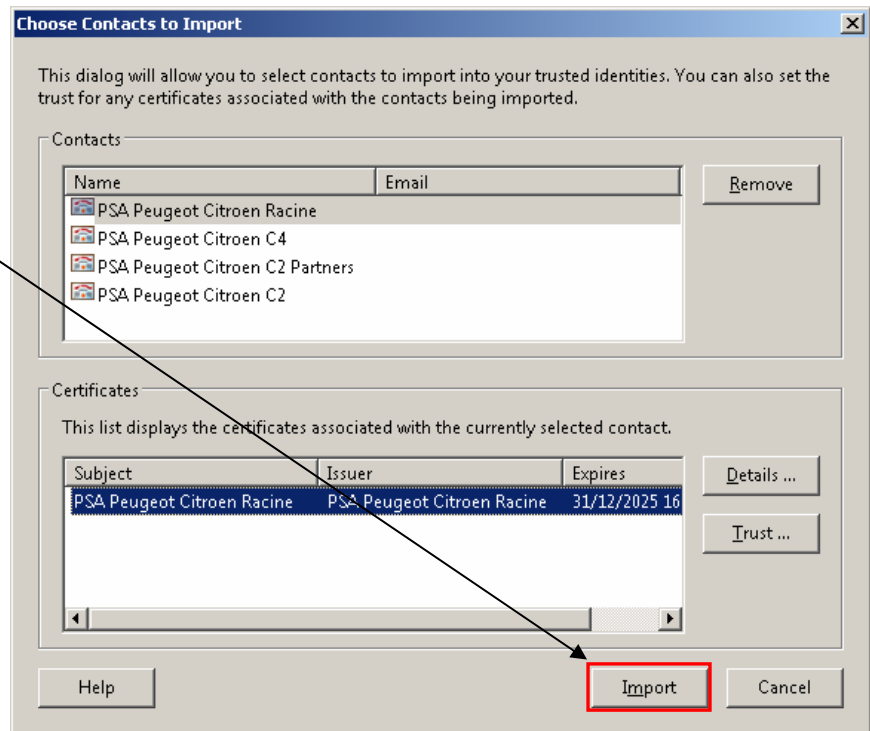 Choose Contacts to Import
This dialog will allow you to select contacts to import into your trusted identities. You can also set the
trust for any certificates associated with the contacts being imported.
Contacts
Name Email
Remove
PSA Peugeot Citroen Racine
PSA Peugeot Citroen C4
PSA Peugeot Citroen C2 Partners
PSA Peugeot Citroen C2
Certificates
This list displays the certificates associated with the currently selected contact.
Subject Issuer Expires
Details ...
PSA Peugeot Citroen Racine PSA Peugeot Citroen Racine 31/12/2025 16
Trust ...
Help Import Cancel